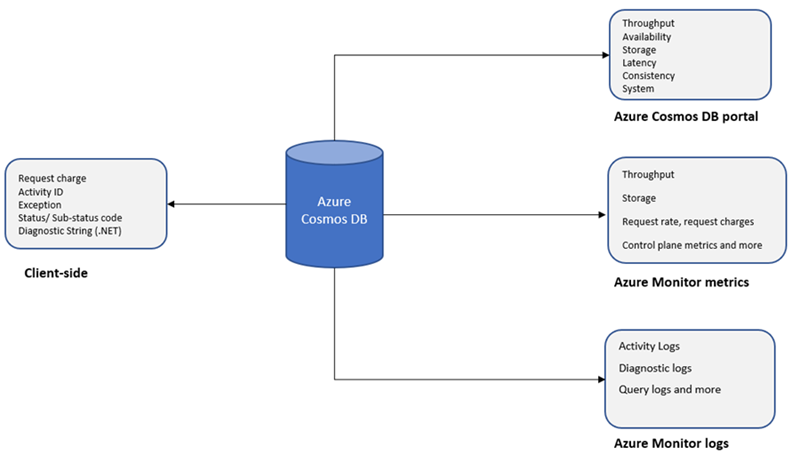 Throughput
Availability
Storage
Latency
Consistency
System
Azure Cosmos DB portal
Request charge
Activity ID
Exception
Status/ Sub-status code
Diagnostic String (.NET)
Client-side
Azure
Cosmos DB
Throughput
Storage
Request rate, request charges
Control plane metrics and more
Azure Monitor metrics
Activity Logs
Diagnostic logs
Query logs and more
Azure Monitor logs